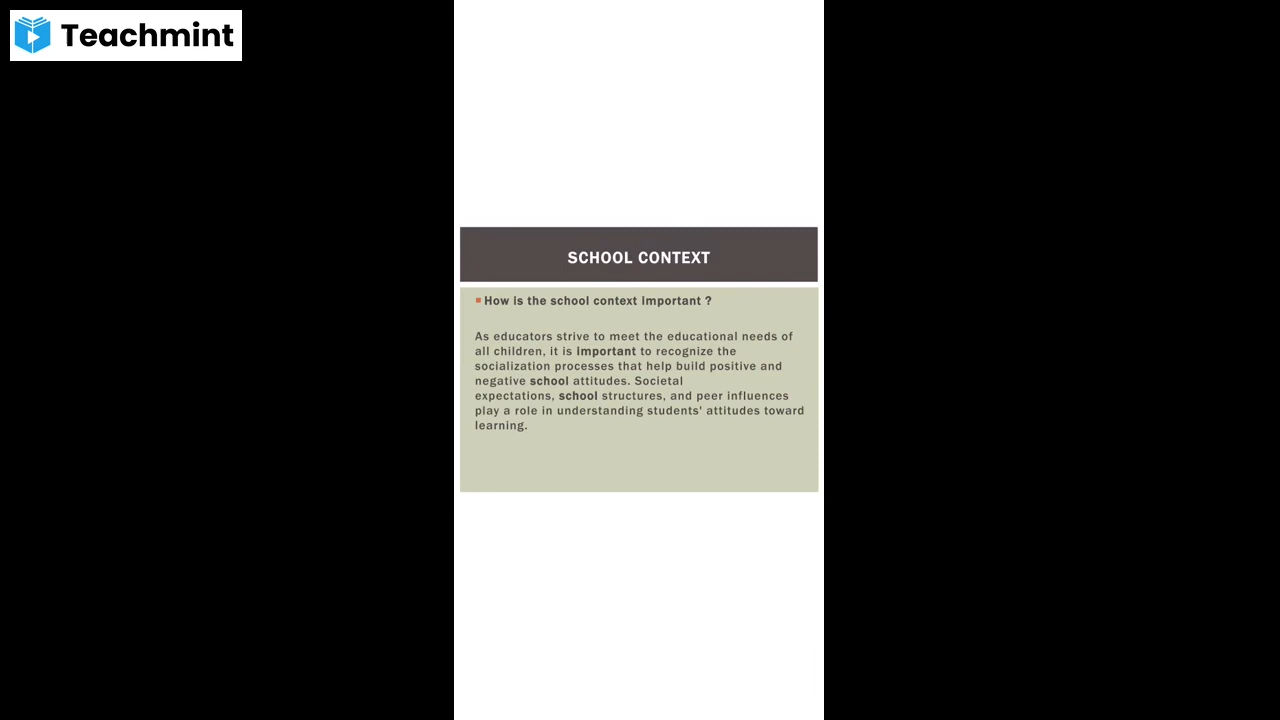 Teachmint
SCHOOL CONTEXT
How is the school context important ?
As educators strive to meet the educational needs of
all children, it is important to recognize the
socialization processes that help build positive and
negative school attitudes. Societal
expectations, school structures, and peer influences
play a role in understanding students' attitudes toward
learning.